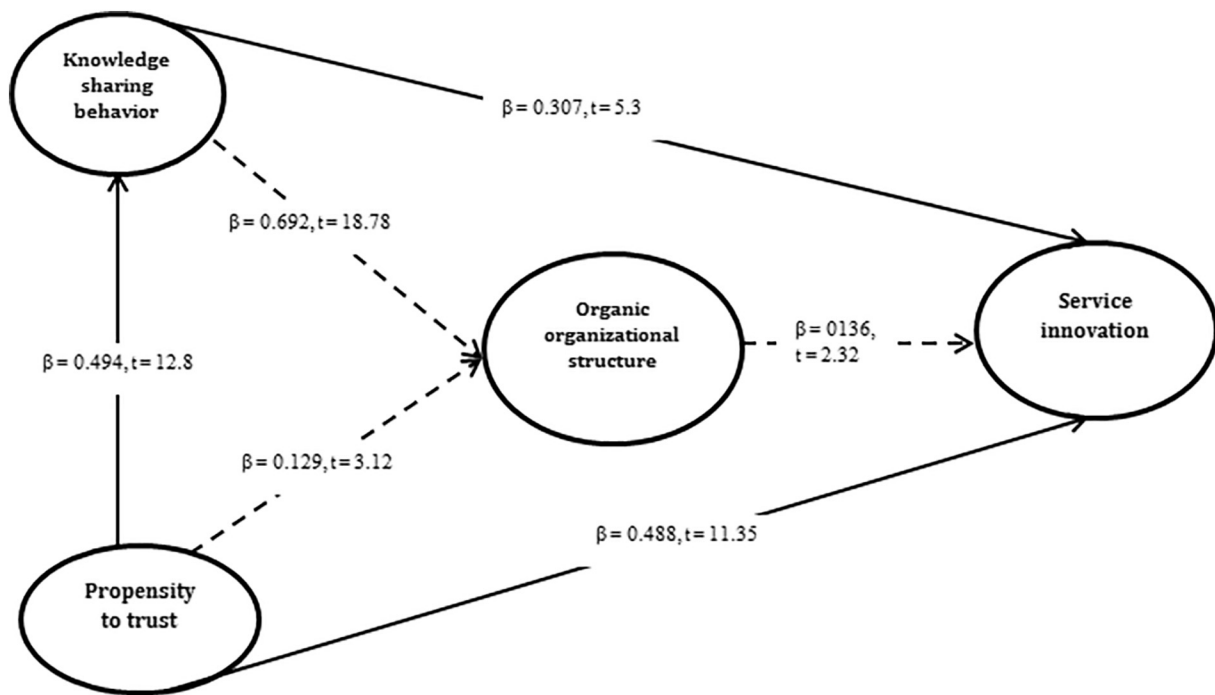 Knowledge
sharing
behavior
β = 0.307, t = 5.3
β = 0.692, t = 18.78
Organic
organizational
structure
β = 0136,
t = 2.32
Service
innovation
β = 0.494, t = 12.8
β = 0.129, t = 3.12
β = 0.488, t = 11.35
Propensity
to trust